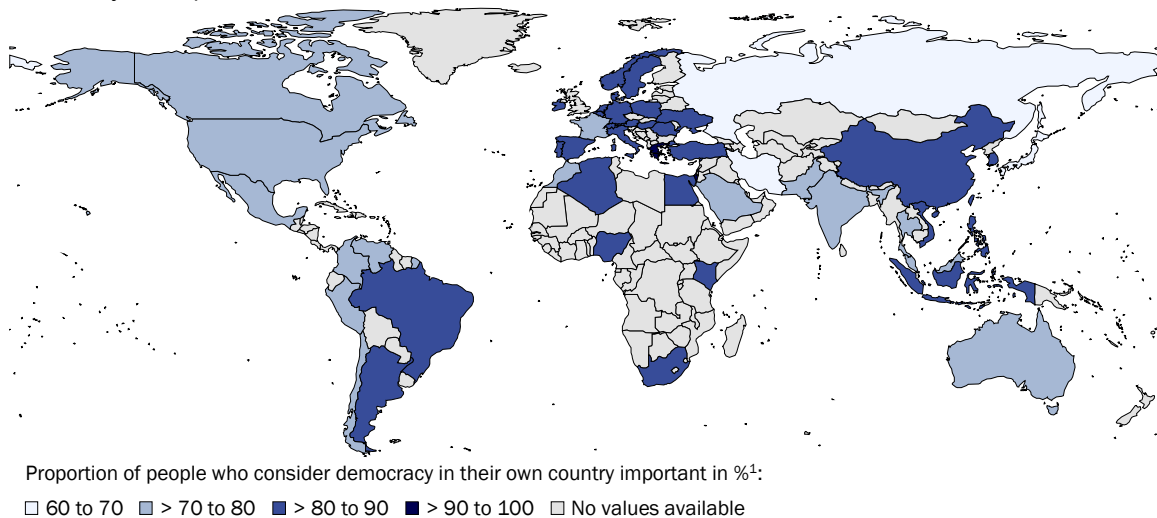 Proportion of people who consider democracy in their own country important in %¹:
60 to 70 > 70 to 80 > 80 to 90 > 90 to 100 No values available